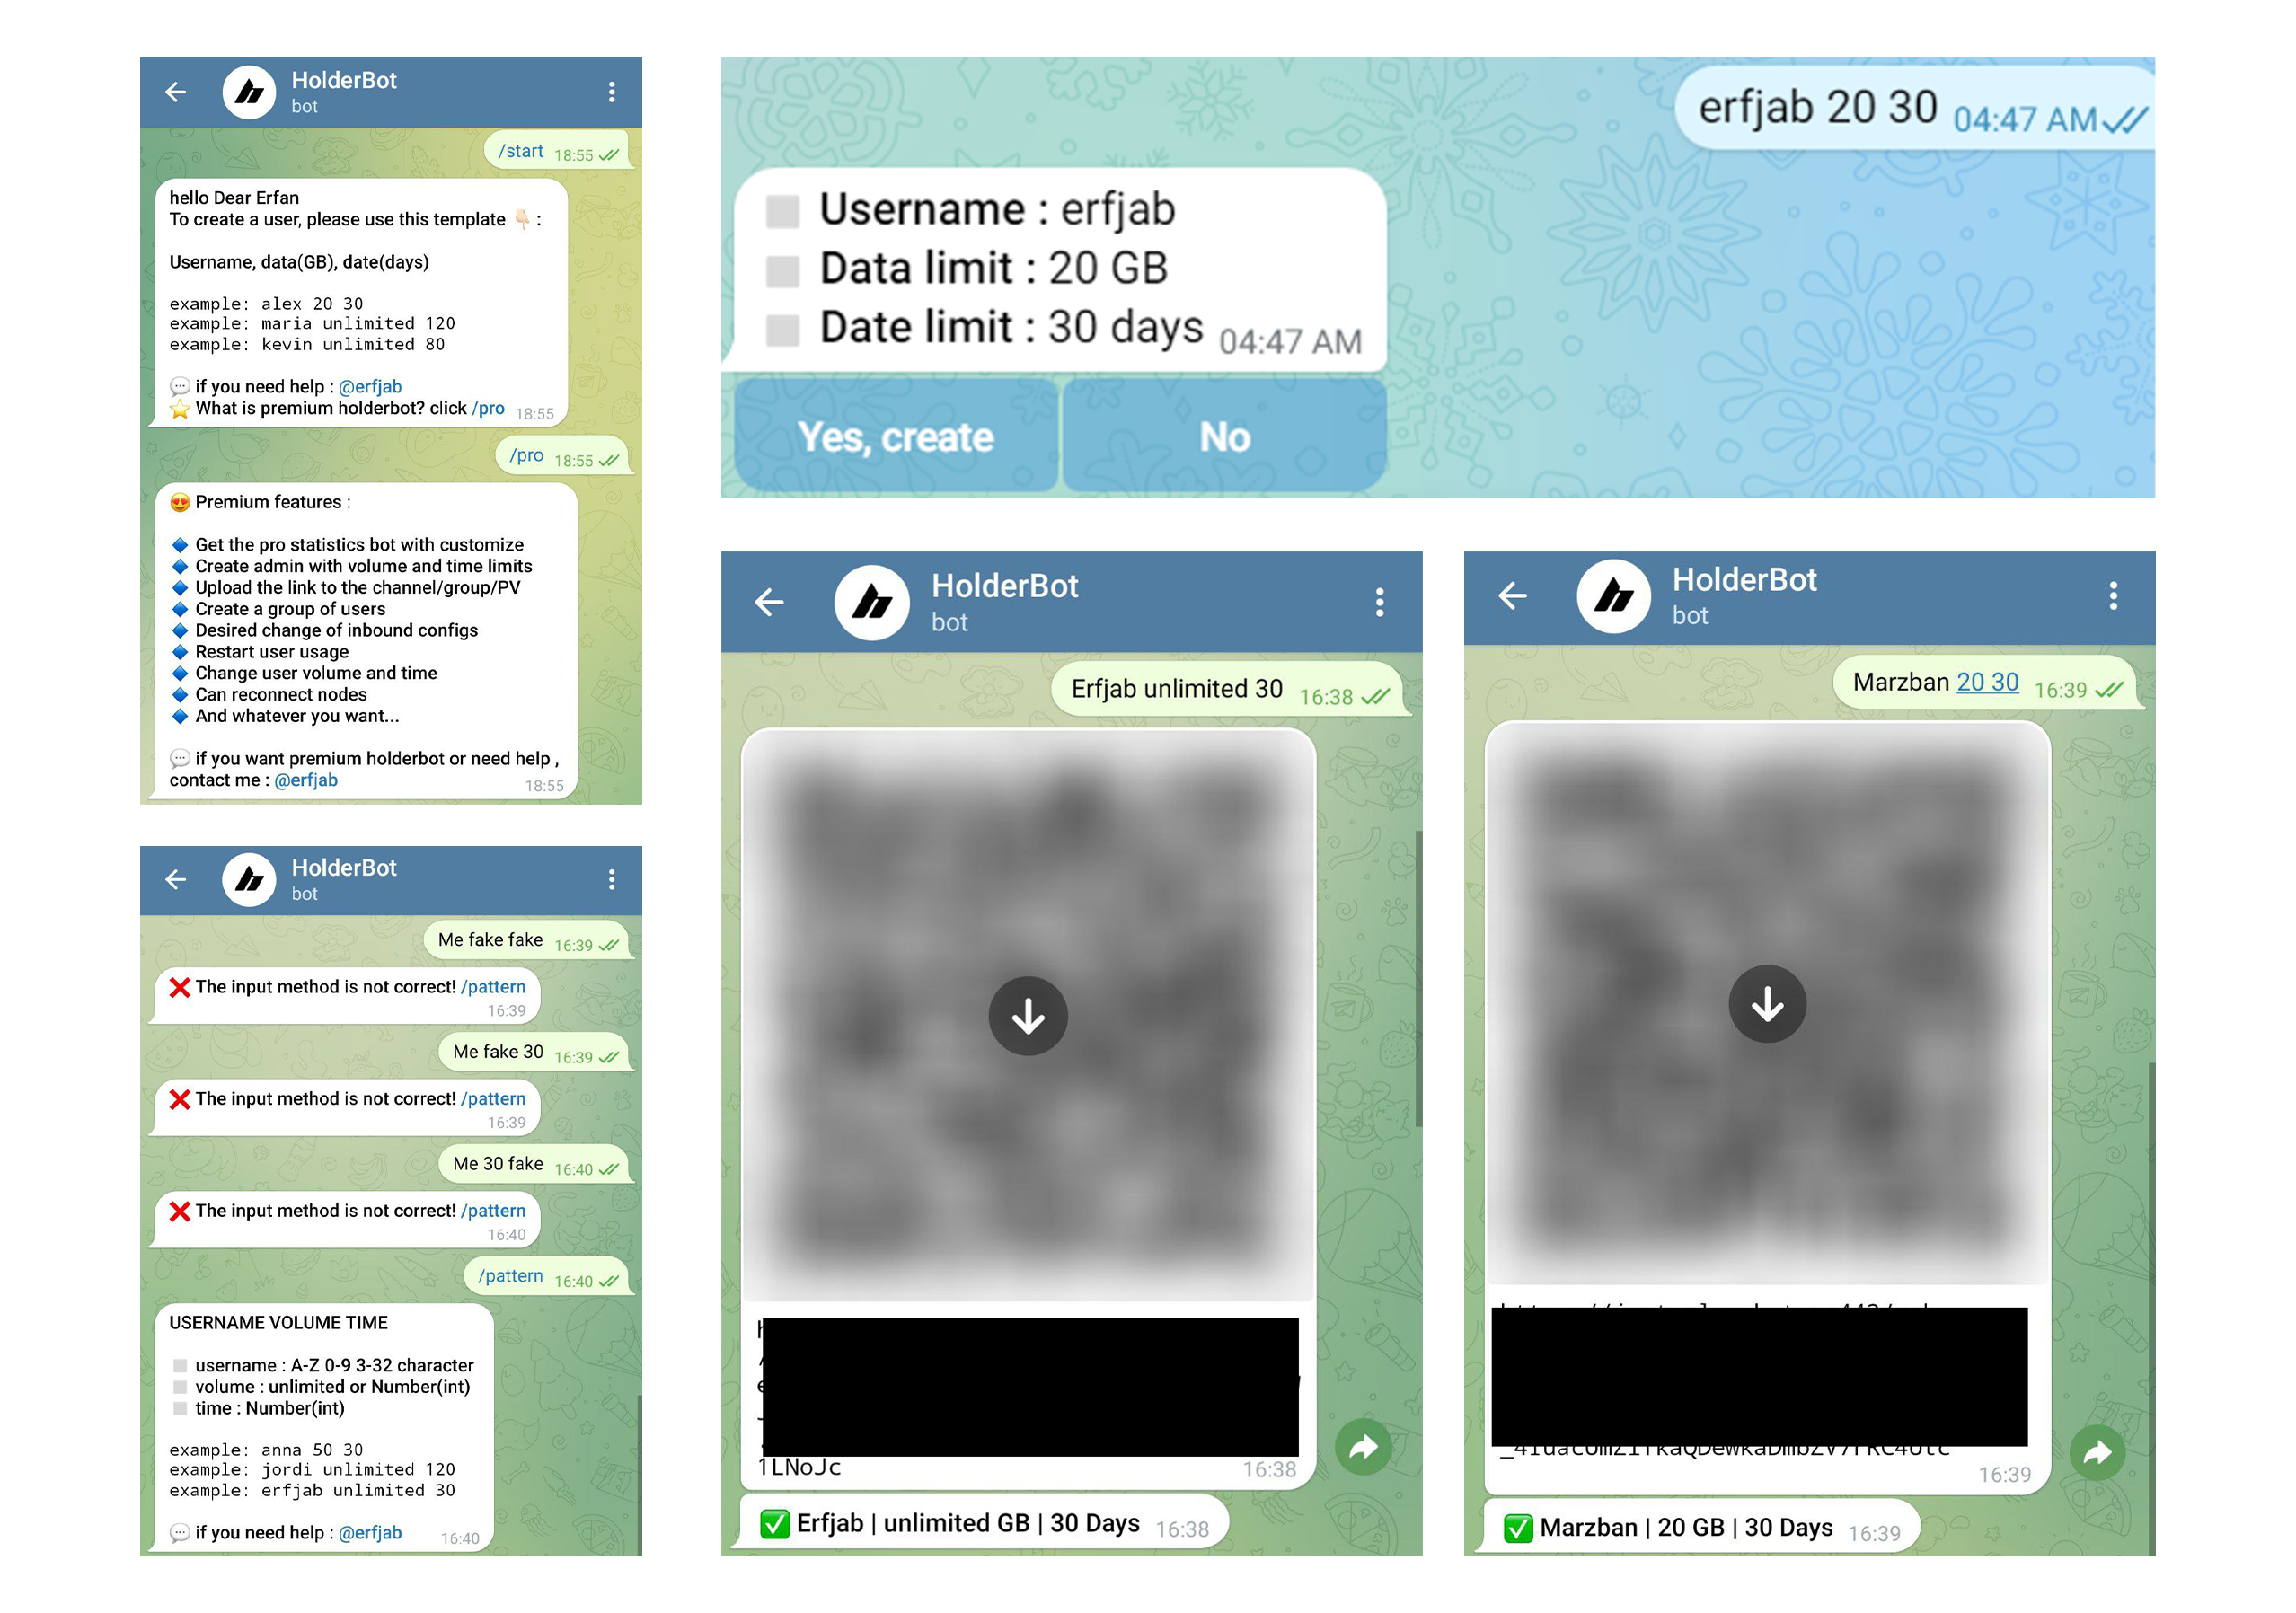 HolderBot
bot
/start 18:55
hello Dear Erfan
To create a user, please use this template 👇🏻 :
Username, data(GB), date(days)
example: alex 20 30
example: maria unlimited 120
example: kevin unlimited 80
💬 if you need help : @erfjab
⭐ What is premium holderbot? click /pro 18:55
/pro 18:55
😍 Premium features :
🔹 Get the pro statistics bot with customize
🔹 Create admin with volume and time limits
🔹 Upload the link to the channel/group/PV
🔹 Create a group of users
🔹 Desired change of inbound configs
🔹 Restart user usage
🔹 Change user volume and time
🔹 Can reconnect nodes
🔹 And whatever you want...
💬 if you want premium holderbot or need help ,
contact me : @erfjab
18:55
HolderBot
bot
Me fake fake 16:39
❌ The input method is not correct! /pattern
16:39
Me fake 30 16:39
❌ The input method is not correct! /pattern
16:39
Me 30 fake 16:40
❌ The input method is not correct! /pattern
16:40
/pattern 16:40
USERNAME VOLUME TIME
◻️ username : A-Z 0-9 3-32 character
◻️ volume : unlimited or Number(int)
◻️ time : Number(int)
example: anna 50 30
example: jordi unlimited 120
example: erfjab unlimited 30
💬 if you need help : @erfjab 16:40
erfjab 20 30 04:47 AM
◻️ Username : erfjab
◻️ Data limit : 20 GB
◻️ Date limit : 30 days 04:47 AM
Yes, create No
HolderBot
bot
Erfjab unlimited 30 16:38
1LNoJc 16:38
✅ Erfjab | unlimited GB | 30 Days 16:38
HolderBot
bot
Marzban 20 30 16:39
16:39
✅ Marzban | 20 GB | 30 Days 16:39